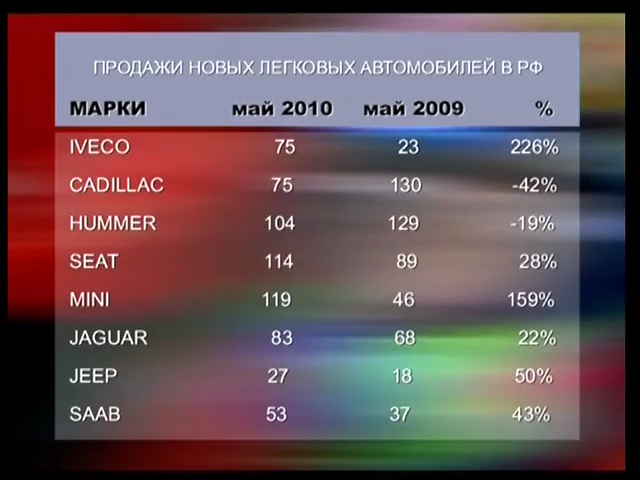 ПРОДАЖИ НОВЫХ ЛЕГКОВЫХ АВТОМОБИЛЕЙ В РФ
МАРКИ май 2010 май 2009 %
IVECO 75 23 226%
CADILLAC 75 130 -42%
HUMMER 104 129 -19%
SEAT 114 89 28%
MINI 119 46 159%
JAGUAR 83 68 22%
JEEP 27 18 50%
SAAB 53 37 43%